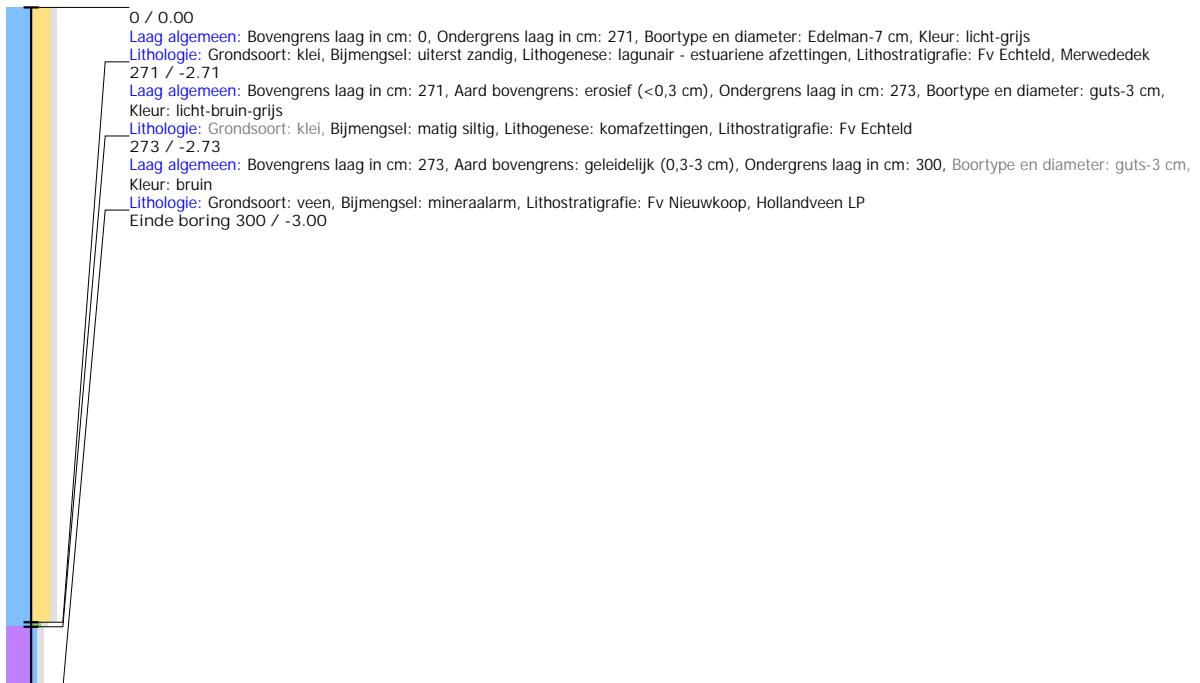 0 / 0.00
Laag algemeen: Bovengrens laag in cm: 0, Ondergrens laag in cm: 271, Boortype en diameter: Edelman-7 cm, Kleur: licht-grijs
Lithologie: Grondsoort: klei, Bijmengsel: uiterst zandig, Lithogenese: lagunair - estuariene afzettingen, Lithostratigrafie: Fv Echteld, Merwededek
271 / -2.71
Laag algemeen: Bovengrens laag in cm: 271, Aard bovengrens: erosief (<0,3 cm), Ondergrens laag in cm: 273, Boortype en diameter: guts-3 cm,
Kleur: licht-bruin-grijs
Lithologie: Grondsoort: klei, Bijmengsel: matig siltig, Lithogenese: komafzettingen, Lithostratigrafie: Fv Echteld
273 / -2.73
Laag algemeen: Bovengrens laag in cm: 273, Aard bovengrens: geleidelijk (0,3-3 cm), Ondergrens laag in cm: 300, Boortype en diameter: guts-3 cm,
Kleur: bruin
Lithologie: Grondsoort: veen, Bijmengsel: mineraalarm, Lithostratigrafie: Fv Nieuwkoop, Hollandveen LP
Einde boring 300 / -3.00